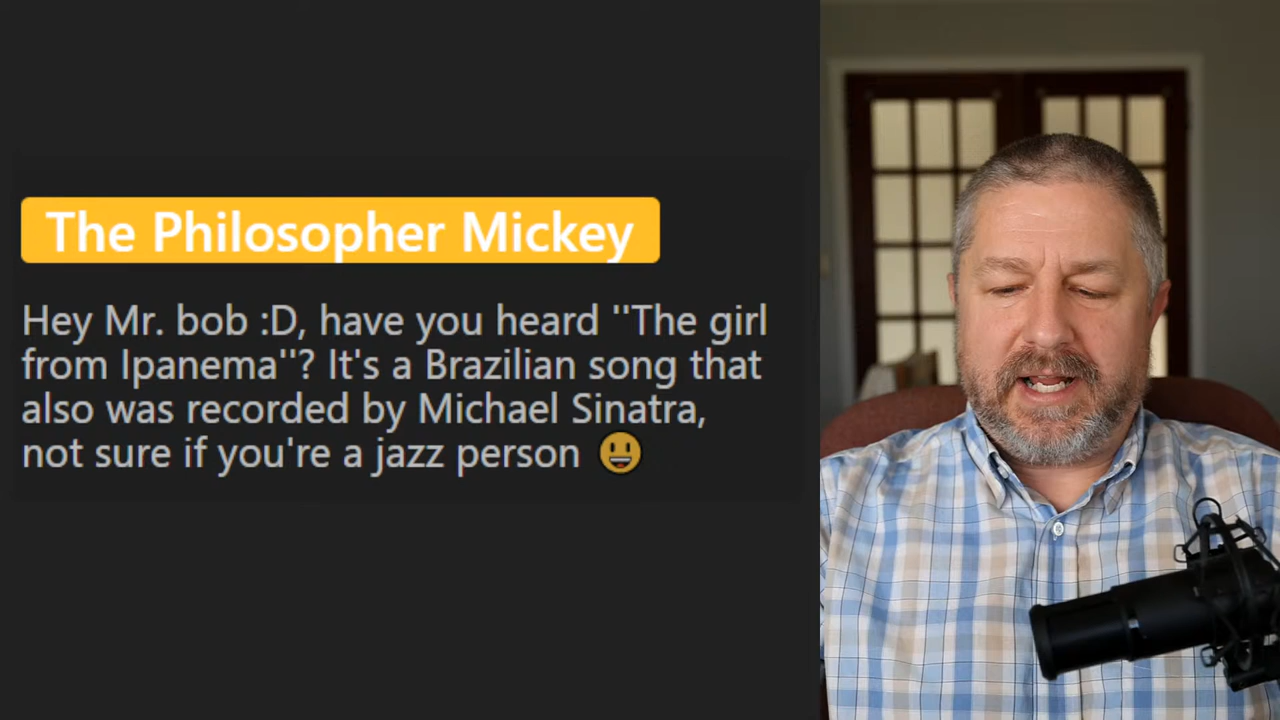 The Philosopher Mickey
Hey Mr. bob :D, have you heard ''The girl
from Ipanema''? It's a Brazilian song that
also was recorded by Michael Sinatra,
not sure if you're a jazz person 😃